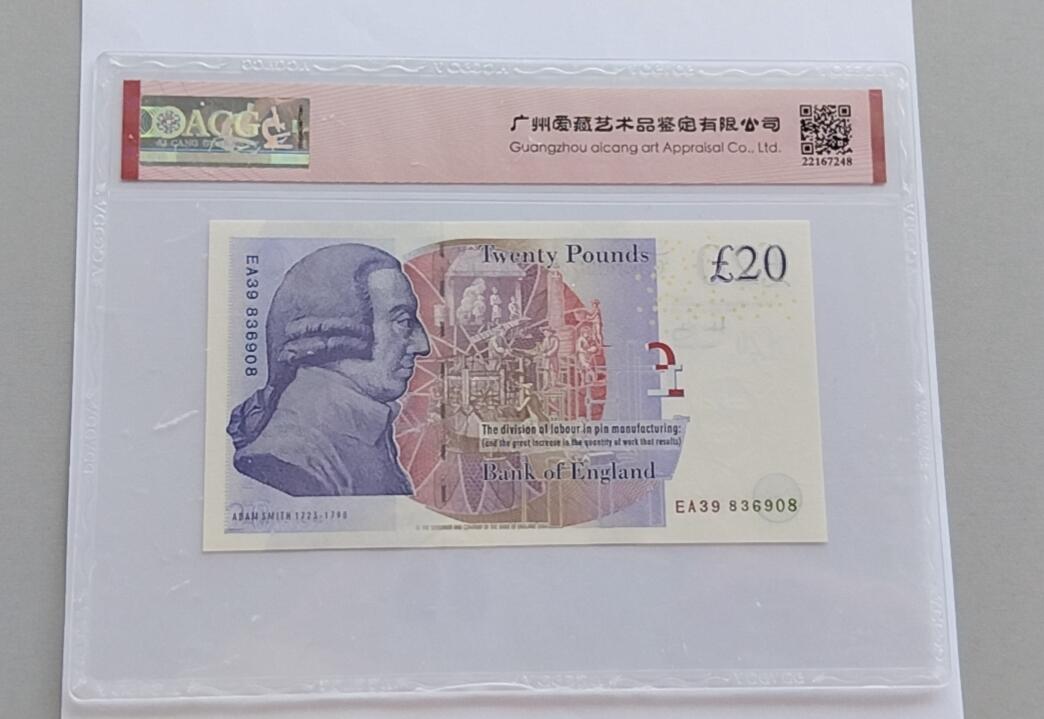 ACG
广州爱藏艺术品鉴定有限公司
Guangzhou aicang art Appraisal Co., Ltd.
22167248
Twenty Pounds
£20
EA39 836908
The division of labour in pin manufacturing:
(and the great increase in the quantity of work that results)
Bank of England
EA39 836908
ADAM SMITH 1723-1790